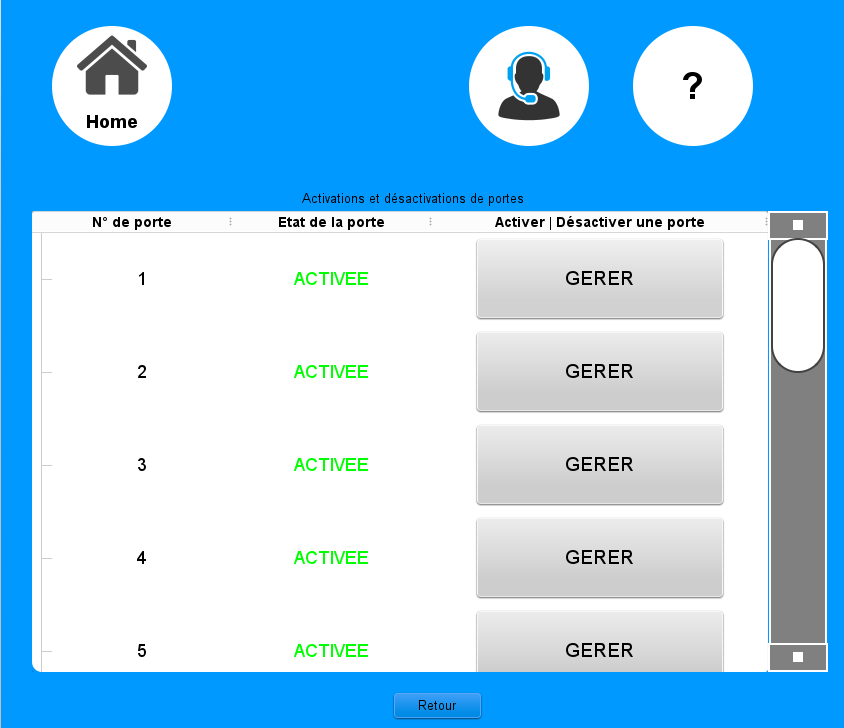 Home
?
Activations et désactivations de portes
N° de porte Etat de la porte Activer | Désactiver une porte
1 ACTIVEE GERER
2 ACTIVEE GERER
3 ACTIVEE GERER
4 ACTIVEE GERER
5 ACTIVEE GERER
Retour